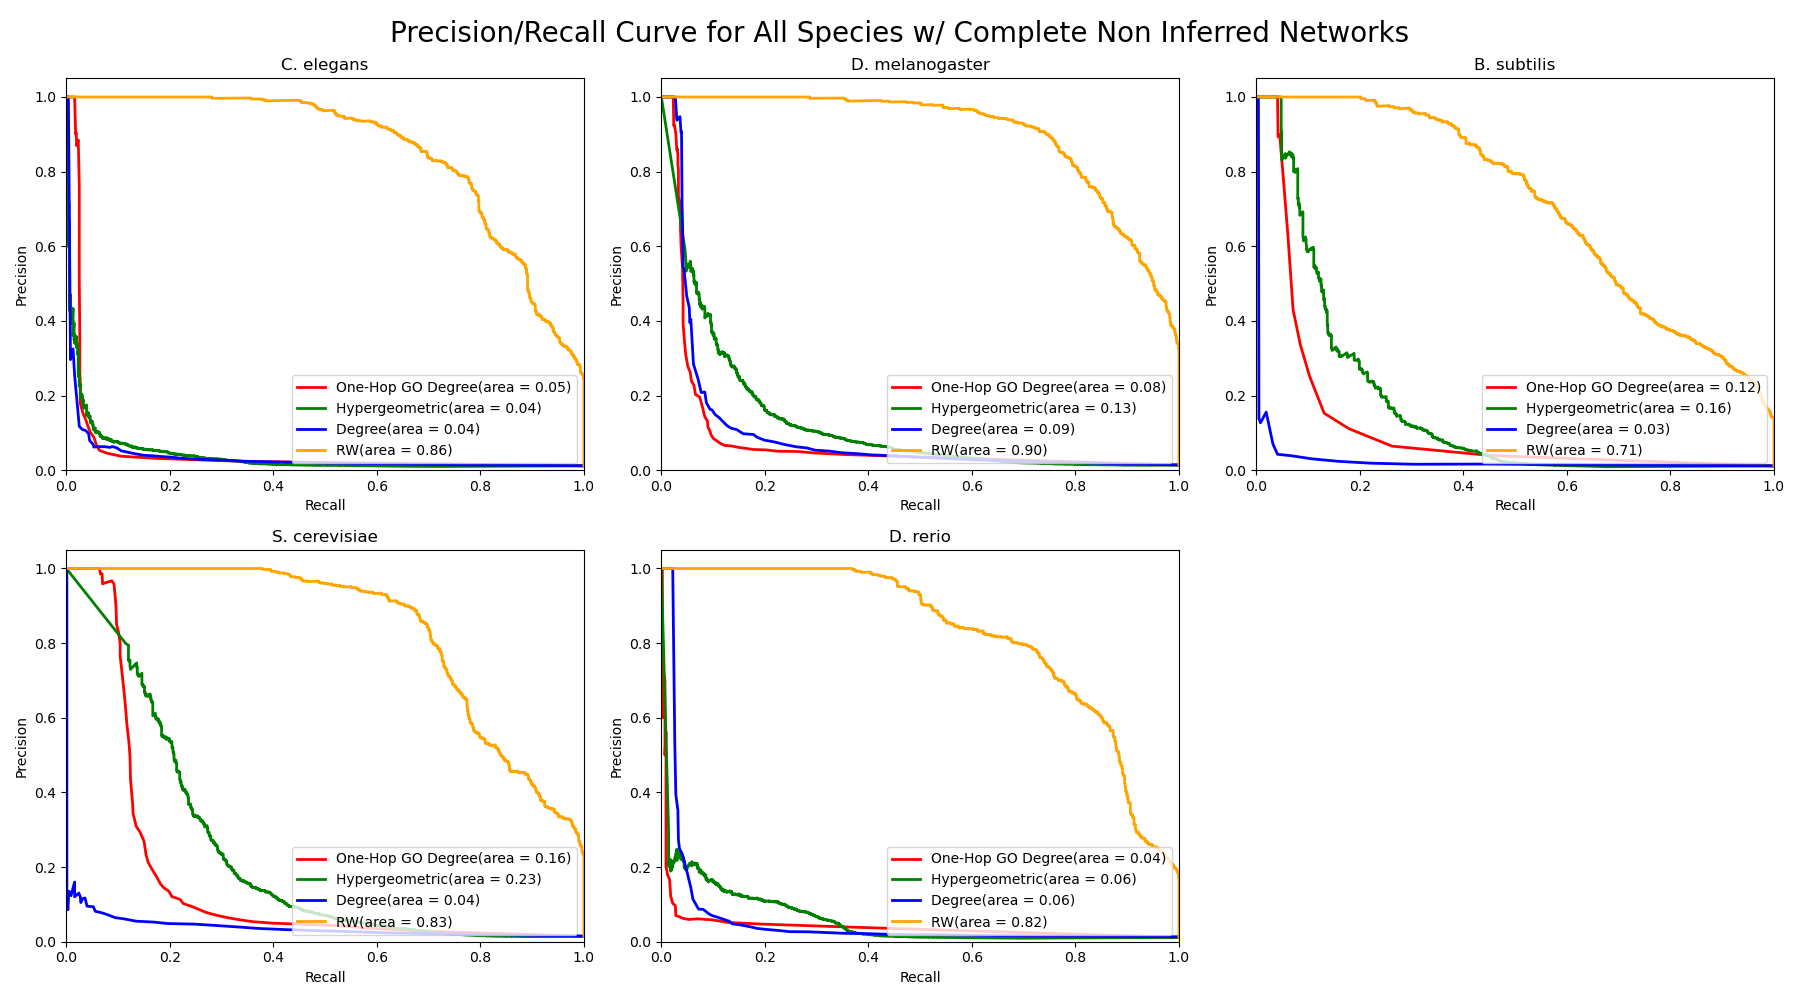 Precision/Recall Curve for All Species w/ Complete Non Inferred Networks
C. elegans
Precision
1.0
0.8
0.6
0.4
0.2
0.0
One-Hop GO Degree(area = 0.05)
Hypergeometric(area = 0.04)
Degree(area = 0.04)
RW(area = 0.86)
0.0 0.2 0.4 0.6 0.8 1.0
Recall
D. melanogaster
Precision
1.0
0.8
0.6
0.4
0.2
0.0
One-Hop GO Degree(area = 0.08)
Hypergeometric(area = 0.13)
Degree(area = 0.09)
RW(area = 0.90)
0.0 0.2 0.4 0.6 0.8 1.0
Recall
B. subtilis
Precision
1.0
0.8
0.6
0.4
0.2
0.0
One-Hop GO Degree(area = 0.12)
Hypergeometric(area = 0.16)
Degree(area = 0.03)
RW(area = 0.71)
0.0 0.2 0.4 0.6 0.8 1.0
Recall
S. cerevisiae
Precision
1.0
0.8
0.6
0.4
0.2
0.0
One-Hop GO Degree(area = 0.16)
Hypergeometric(area = 0.23)
Degree(area = 0.04)
RW(area = 0.83)
0.0 0.2 0.4 0.6 0.8 1.0
Recall
D. rerio
Precision
1.0
0.8
0.6
0.4
0.2
0.0
One-Hop GO Degree(area = 0.04)
Hypergeometric(area = 0.06)
Degree(area = 0.06)
RW(area = 0.82)
0.0 0.2 0.4 0.6 0.8 1.0
Recall